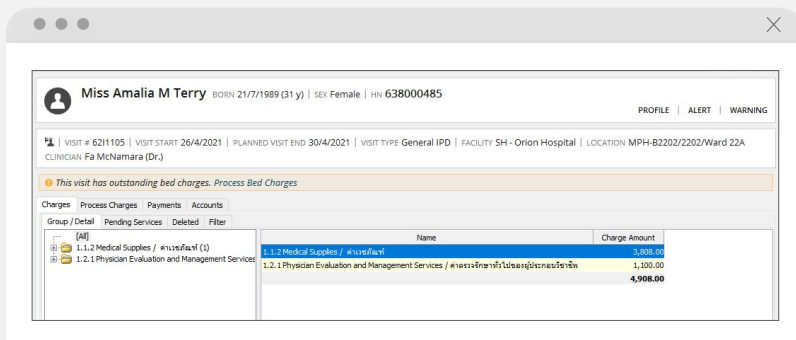 Miss Amalia M Terry BORN 21/7/1989 (31 y) | SEX Female | HN 638000485
PROFILE | ALERT | WARNING
| VISIT # 62I1105 | VISIT START 26/4/2021 | PLANNED VISIT END 30/4/2021 | VISIT TYPE General IPD | FACILITY SH - Orion Hospital | LOCATION MPH-B2202/2202/Ward 22A
CLINICIAN Fa McNamara (Dr.)
This visit has outstanding bed charges. Process Bed Charges
Charges Process Charges Payments Accounts
Group / Detail Pending Services Deleted Filter
[All]
1.1.2 Medical Supplies / ค่าเวชภัณฑ์ (1)
1.2.1 Physician Evaluation and Management Services
Name Charge Amount
1.1.2 Medical Supplies / ค่าเวชภัณฑ์ 3,808.00
1.2.1 Physician Evaluation and Management Services / ค่าตรวจรักษาทั่วไปของผู้ประกอบวิชาชีพ 1,100.00
4,908.00